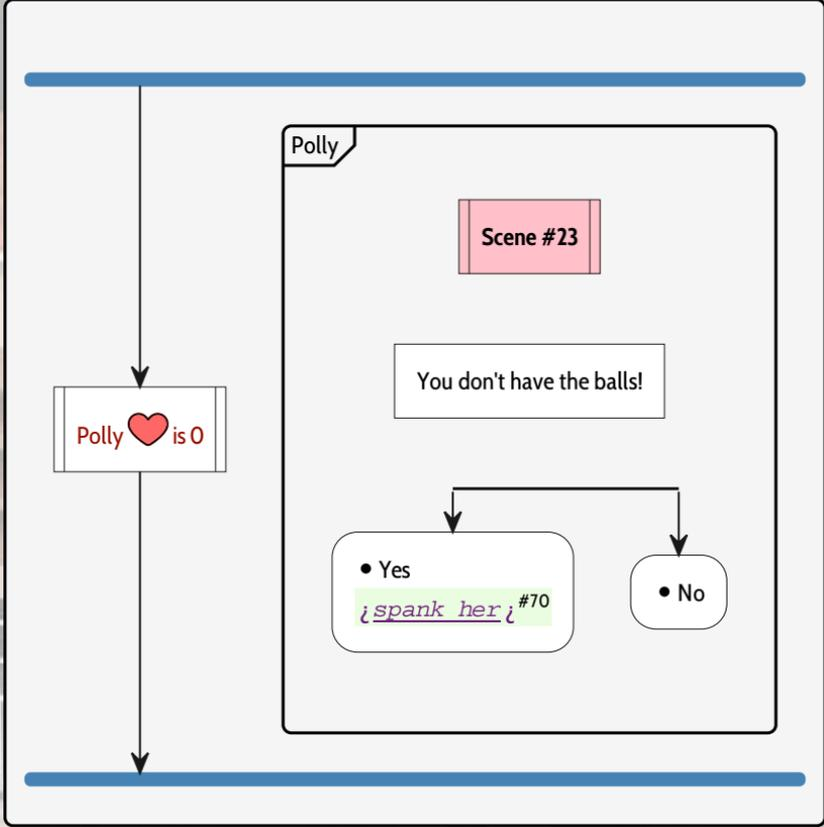 Polly
Scene #23
You don't have the balls!
Polly is 0
• Yes
¿spank her¿#70
• No